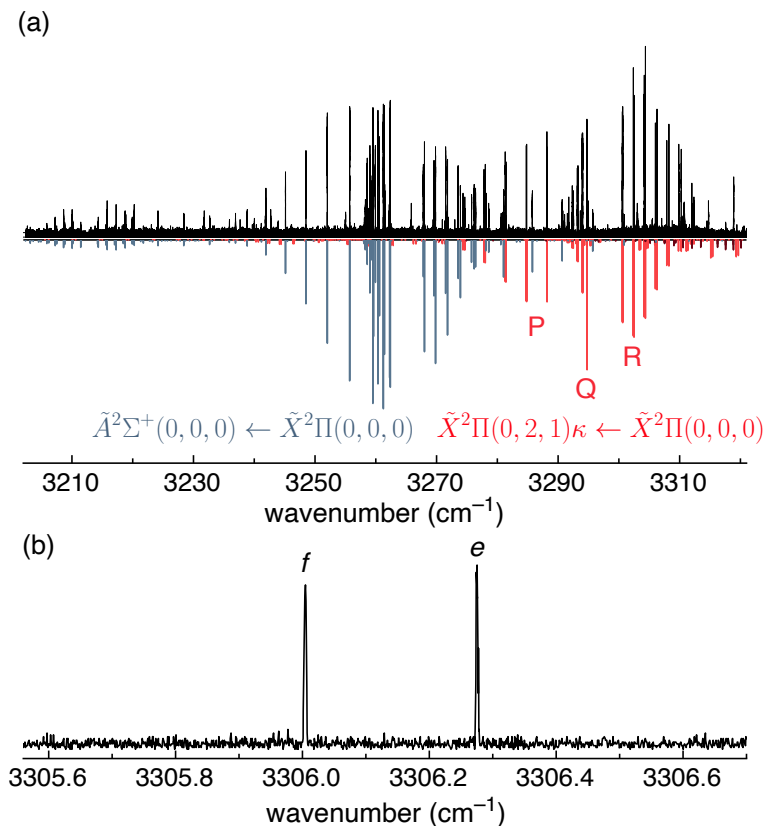 (a)
P
Q
R
Ã²Σ⁺(0, 0, 0) ← X̃²Π(0, 0, 0) X̃²Π(0, 2, 1)κ ← X̃²Π(0, 0, 0)
3210 3230 3250 3270 3290 3310
wavenumber (cm⁻¹)
(b)
f e
3305.6 3305.8 3306.0 3306.2 3306.4 3306.6
wavenumber (cm⁻¹)